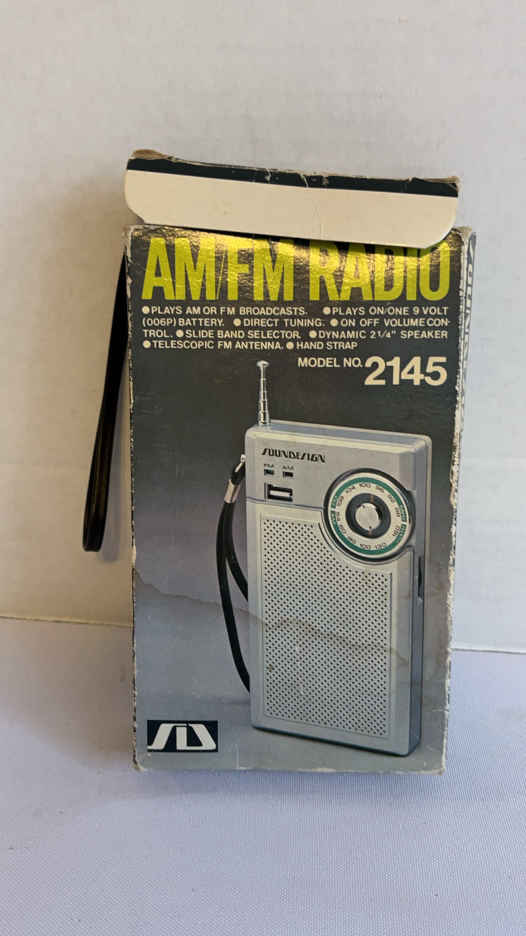 AM/FM RADIO
●PLAYS AM OR FM BROADCASTS. ●PLAYS ON/ONE 9 VOLT
(006P) BATTERY. ●DIRECT TUNING. ●ON OFF VOLUME CON-
TROL. ●SLIDE BAND SELECTOR. ●DYNAMIC 2¼" SPEAKER
●TELESCOPIC FM ANTENNA. ●HAND STRAP
MODEL NO. 2145
SOUNDESIGN
FM AM
SD